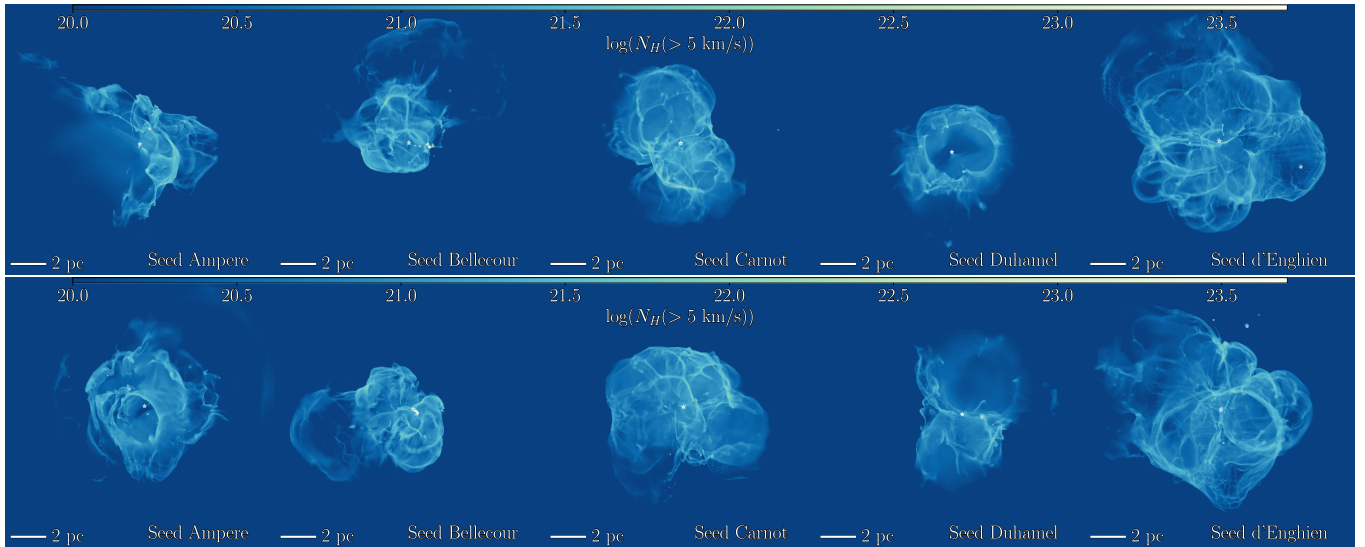 20.0 20.5 21.0 21.5 22.0 22.5 23.0 23.5
log(N_H(> 5 km/s))
2 pc Seed Ampere 2 pc Seed Bellecour 2 pc Seed Carnot 2 pc Seed Duhamel 2 pc Seed d'Enghien
20.0 20.5 21.0 21.5 22.0 22.5 23.0 23.5
log(N_H(> 5 km/s))
2 pc Seed Ampere 2 pc Seed Bellecour 2 pc Seed Carnot 2 pc Seed Duhamel 2 pc Seed d'Enghien